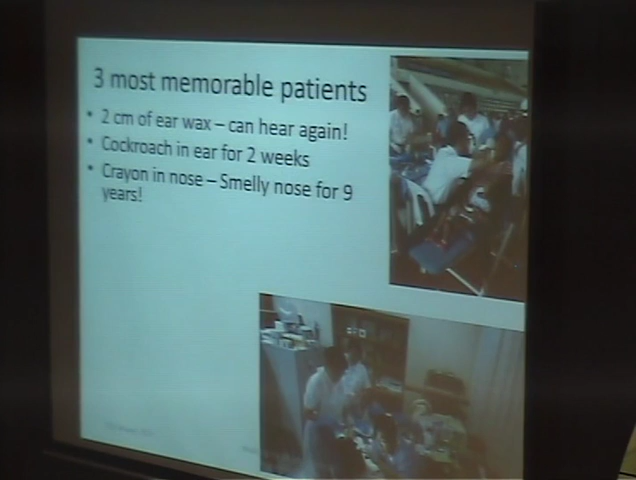 3 most memorable patients
• 2 cm of ear wax – can hear again!
• Cockroach in ear for 2 weeks
• Crayon in nose – Smelly nose for 9
years!